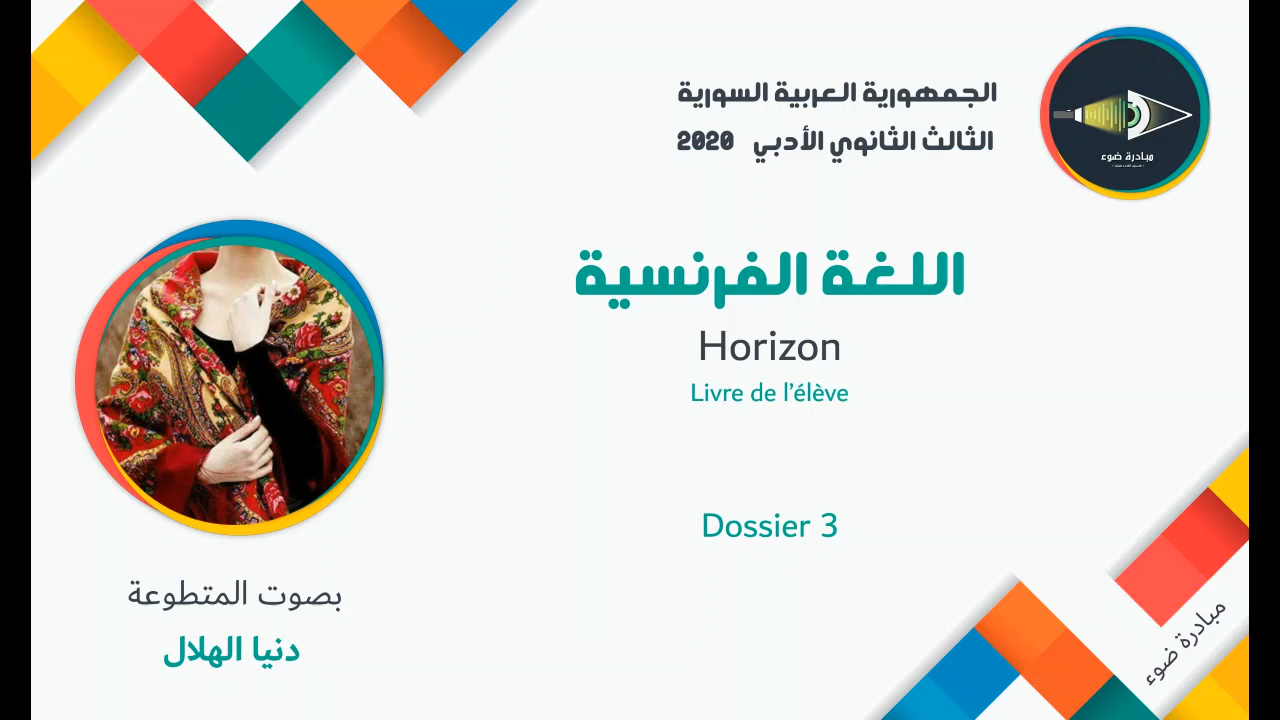 الجمهورية العربية السورية
الثالث الثانوي الأدبي 2020
مبادرة ضوء
اللغة الفرنسية
Horizon
Livre de l'élève
Dossier 3
بصوت المتطوعة
دنيا الهلال
مبادرة ضوء